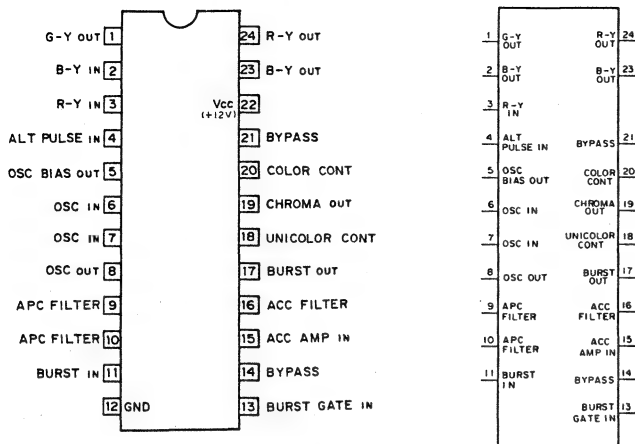 G-Y OUT 1
B-Y IN 2
R-Y IN 3
ALT PULSE IN 4
OSC BIAS OUT 5
OSC IN 6
OSC IN 7
OSC OUT 8
APC FILTER 9
APC FILTER 10
BURST IN 11
12 GND
24 R-Y OUT
23 B-Y OUT
Vcc 22
(+12V)
21 BYPASS
20 COLOR CONT
19 CHROMA OUT
18 UNICOLOR CONT
17 BURST OUT
16 ACC FILTER
15 ACC AMP IN
14 BYPASS
13 BURST GATE IN
1 G-Y
OUT
2 B-Y
OUT
3 R-Y
IN
4 ALT
PULSE IN
5 OSC
BIAS OUT
6 OSC IN
7 OSC IN
8 OSC OUT
9 APC
FILTER
10 APC
FILTER
11 BURST
IN
R-Y 24
OUT
B-Y 23
OUT
BYPASS 21
COLOR 20
CONT
CHROMA 19
OUT
UNICOLOR 18
CONT
BURST 17
OUT
ACC 16
FILTER
ACC 15
AMP IN
BYPASS 14
BURST 13
GATE IN